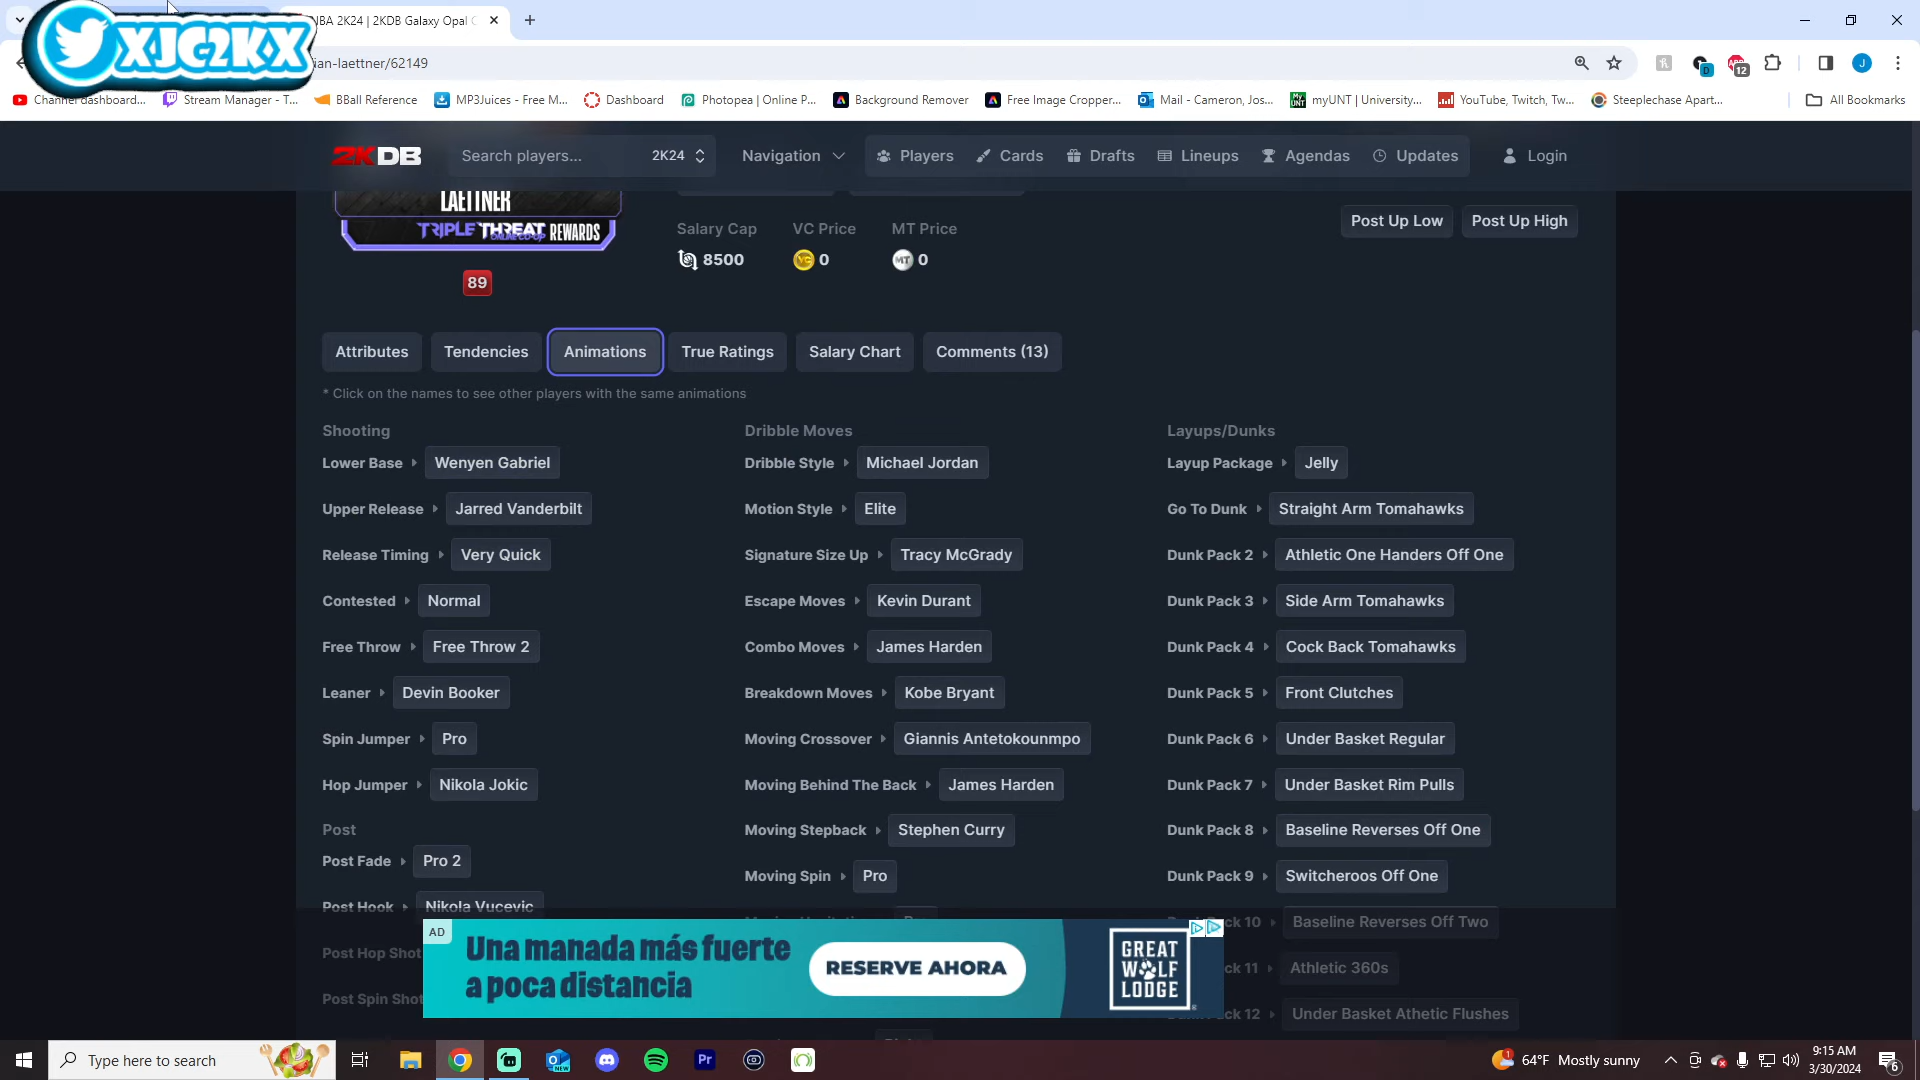 NBA 2K24 | 2KDB Galaxy Opal C
XJC2KX
ian-laettner/62149
12
J
Channel dashboard...
Stream Manager - T...
BBall Reference
MP3Juices - Free M...
Dashboard
Photopea | Online P...
Background Remover
Free Image Cropper...
Mail - Cameron, Jos...
myUNT | University...
YouTube, Twitch, Tw...
Steeplechase Apart...
All Bookmarks
2KDB
Search players...
2K24
Navigation
Players
Cards
Drafts
Lineups
Agendas
Updates
Login
LAETTNER
TRIPLE THREAT ONLINE CO-OP REWARDS
89
Salary Cap
8500
VC Price
0
MT Price
0
Post Up Low
Post Up High
Attributes
Tendencies
Animations
True Ratings
Salary Chart
Comments (13)
* Click on the names to see other players with the same animations
Shooting
Lower Base Wenyen Gabriel
Upper Release Jarred Vanderbilt
Release Timing Very Quick
Contested Normal
Free Throw Free Throw 2
Leaner Devin Booker
Spin Jumper Pro
Hop Jumper Nikola Jokic
Post
Post Fade Pro 2
Post Hook Nikola Vucevic
Post Hop Shot
Post Spin Shot
Dribble Moves
Dribble Style Michael Jordan
Motion Style Elite
Signature Size Up Tracy McGrady
Escape Moves Kevin Durant
Combo Moves James Harden
Breakdown Moves Kobe Bryant
Moving Crossover Giannis Antetokounmpo
Moving Behind The Back James Harden
Moving Stepback Stephen Curry
Moving Spin Pro
Layups/Dunks
Layup Package Jelly
Go To Dunk Straight Arm Tomahawks
Dunk Pack 2 Athletic One Handers Off One
Dunk Pack 3 Side Arm Tomahawks
Dunk Pack 4 Cock Back Tomahawks
Dunk Pack 5 Front Clutches
Dunk Pack 6 Under Basket Regular
Dunk Pack 7 Under Basket Rim Pulls
Dunk Pack 8 Baseline Reverses Off One
Dunk Pack 9 Switcheroos Off One
ck 10 Baseline Reverses Off Two
ck 11 Athletic 360s
ck 12 Under Basket Athetic Flushes
AD
Una manada más fuerte
a poca distancia
RESERVE AHORA
GREAT
WOLF
LODGE
Type here to search
NEW
Pr
1
64°F Mostly sunny
9:15 AM
3/30/2024
6